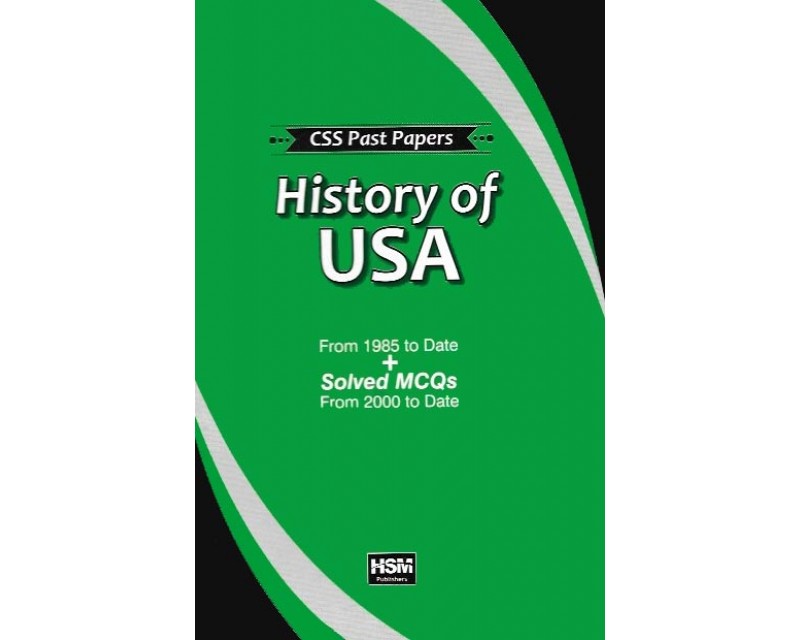 CSS Past Papers
History of
USA
From 1985 to Date
+
Solved MCQs
From 2000 to Date
HSM
Publishers